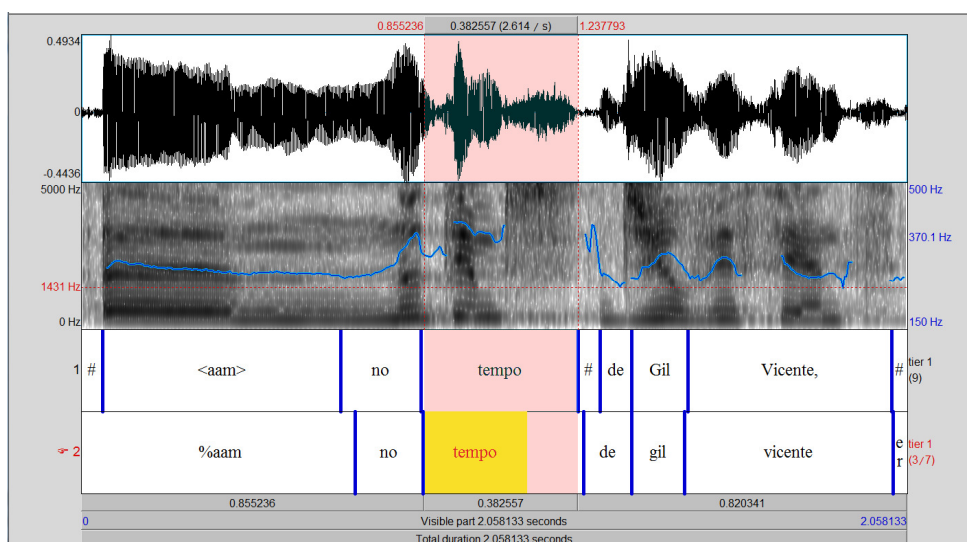 0.855236 0.382557 (2.614 / s) 1.237793
0.4934
0
-0.4436
5000 Hz 500 Hz
370.1 Hz
1431 Hz
0 Hz 150 Hz
1 # <aam> no tempo # de Gil Vicente, # tier 1
(9)
2 %aam no tempo de gil vicente e r tier 1
(3/7)
0.855236 0.382557 0.820341
0 Visible part 2.058133 seconds 2.058133
Total duration 2.058133 seconds